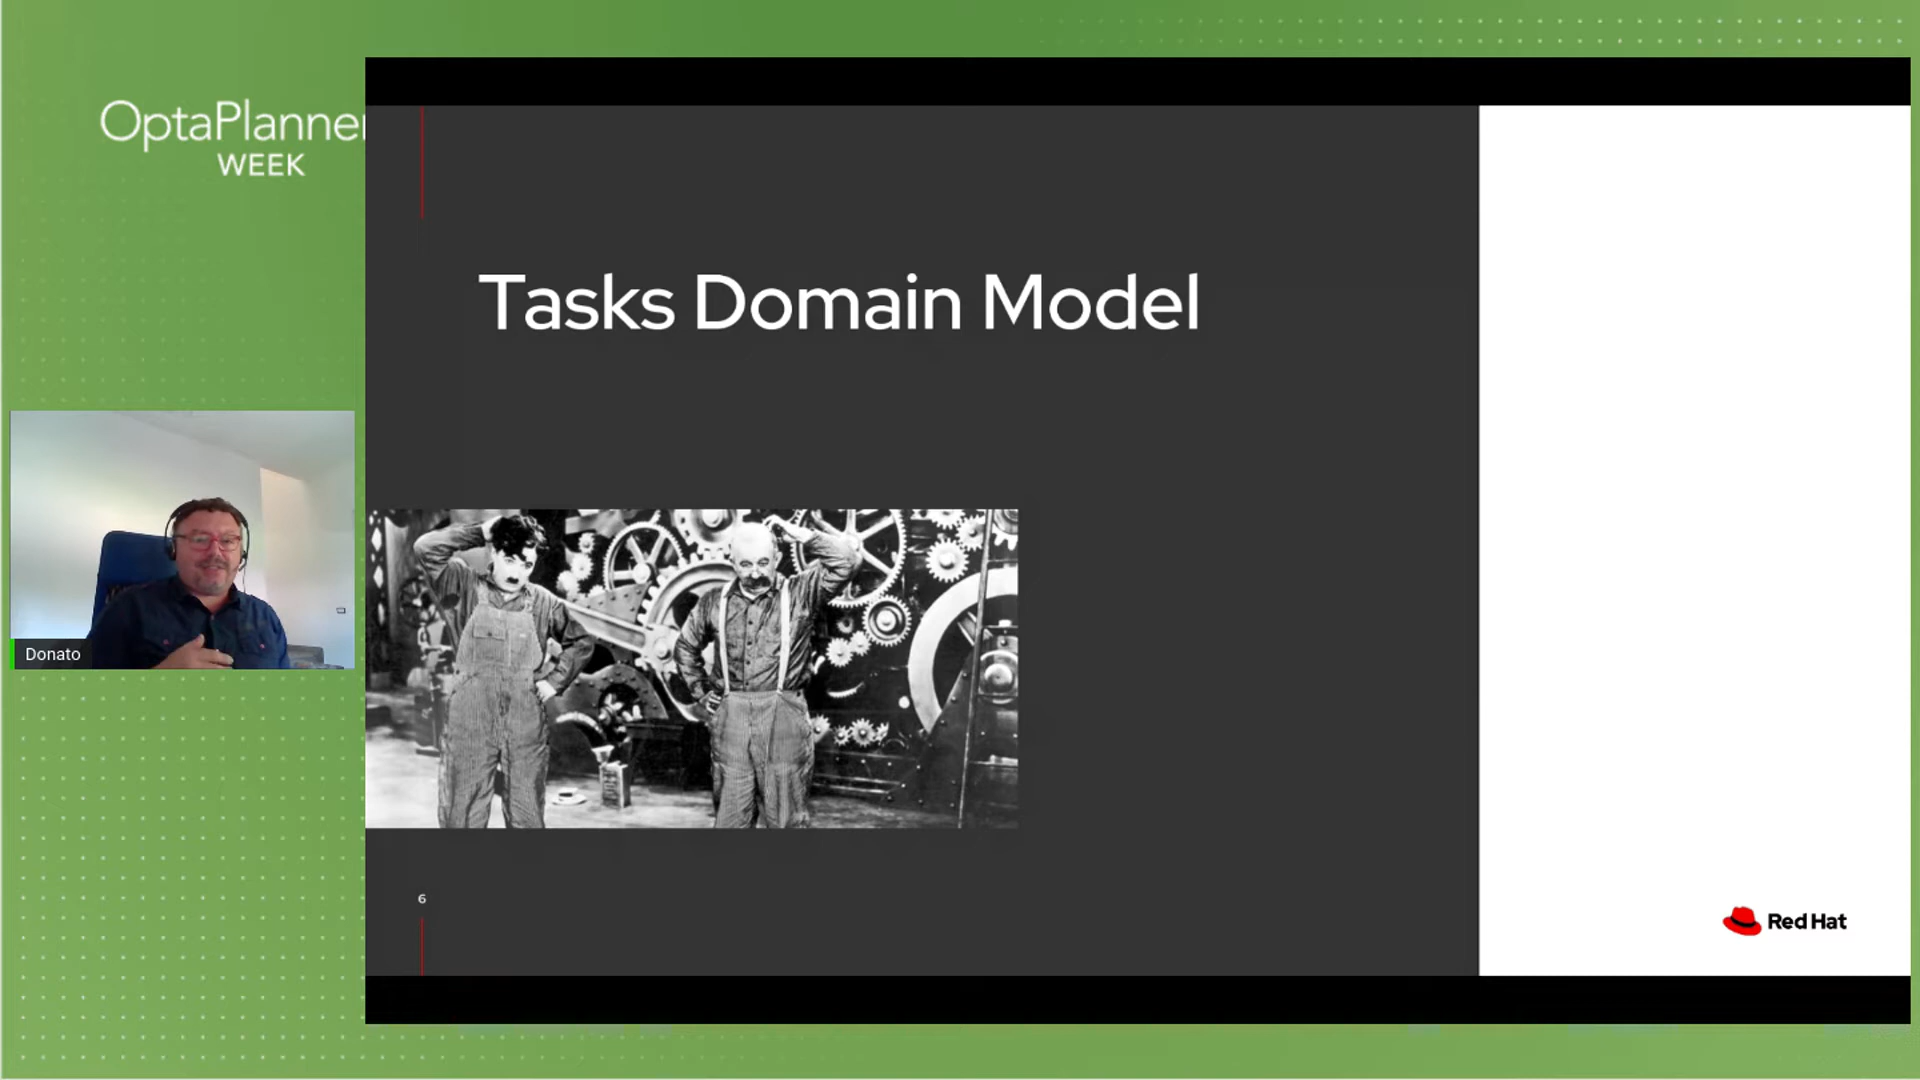 OptaPlanner
WEEK
Tasks Domain Model
Donato
6
Red Hat